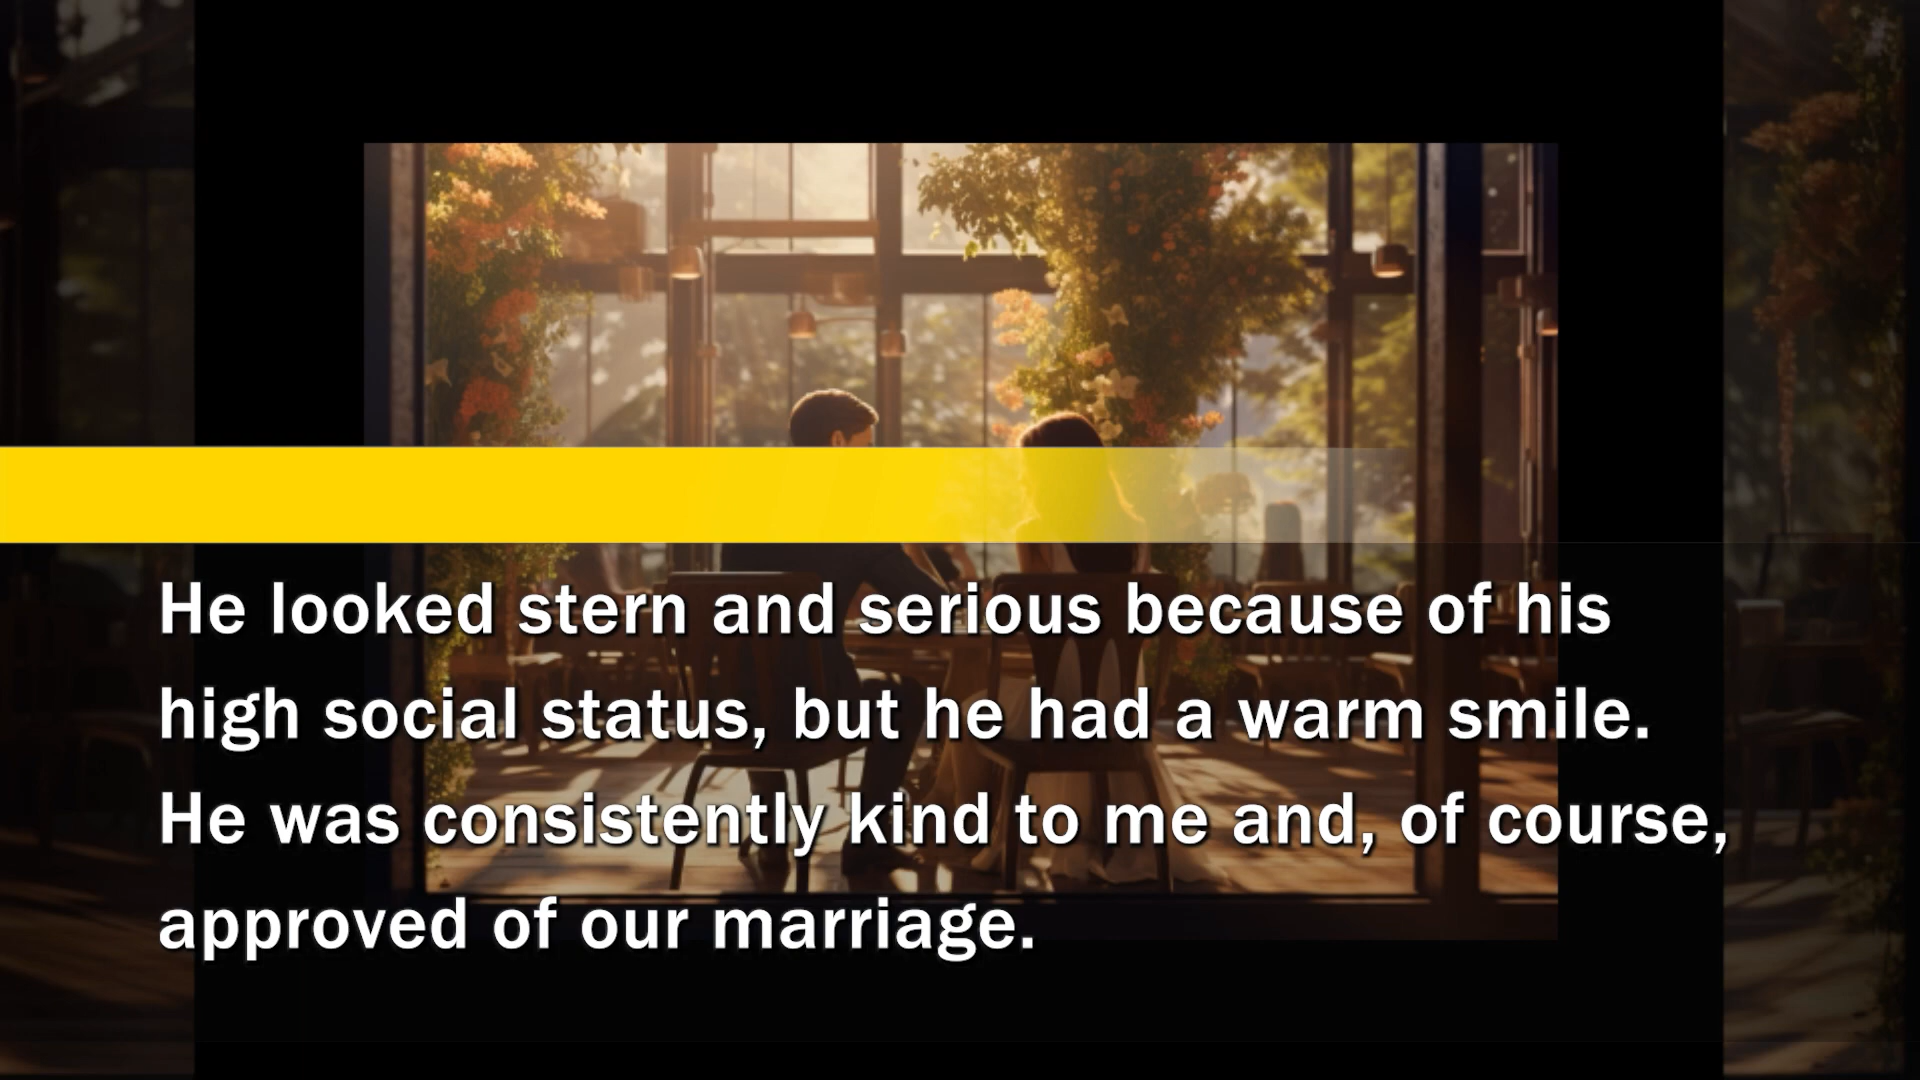 He looked stern and serious because of his
high social status, but he had a warm smile.
He was consistently kind to me and, of course,
approved of our marriage.